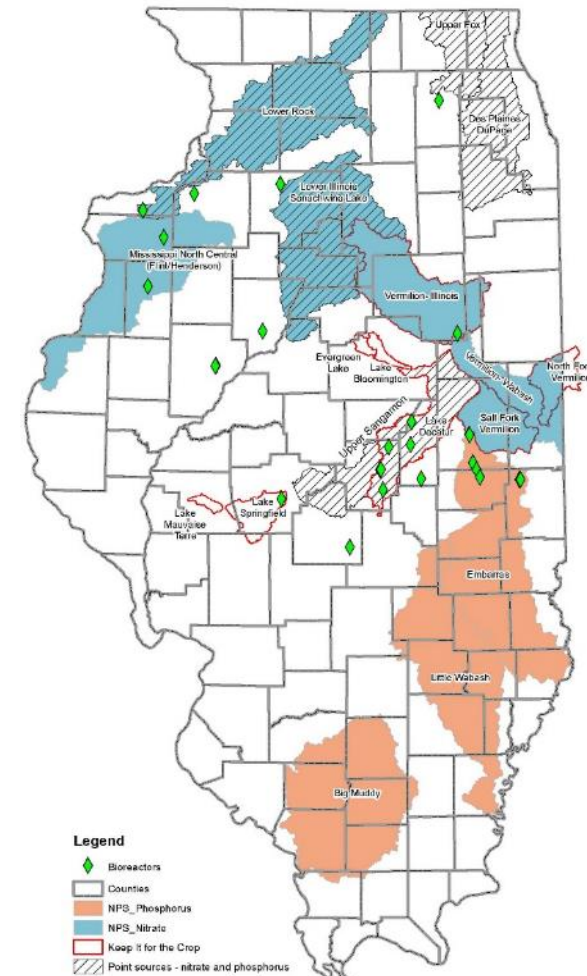 Upper Fox
Des Plaines
DuPage
Lower Rock
Lower Illinois
Senachwine Lake
Mississippi North Central
(Flint/Henderson)
Vermilion- Illinois
Evergreen
Lake
Lake
Bloomington
Vermilion-Wabash
North Fork
Vermilion
Salt Fork
Vermilion
Upper Sangamon
Lake
Decatur
Lake
Springfield
Lake
Mauvaise
Terre
Embarras
Little Wabash
Big Muddy
Legend
Bioreactors
Counties
NPS_Phosphorus
NPS_Nitrate
Keep It for the Crop
Point sources - nitrate and phosphorus